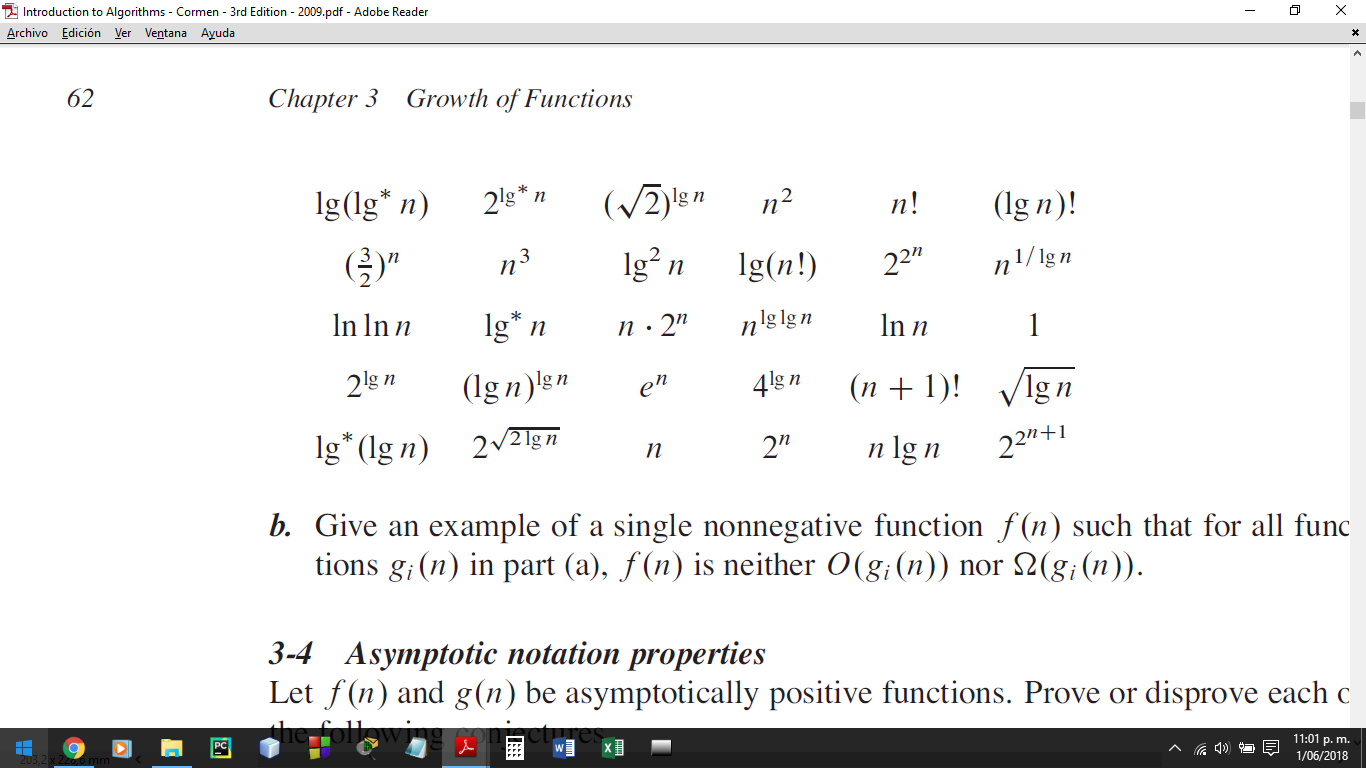 Introduction to Algorithms - Cormen - 3rd Edition - 2009.pdf - Adobe Reader
Archivo Edición Ver Ventana Ayuda
62 Chapter 3 Growth of Functions
lg(lg* n) 2^{lg* n} (√2)^{lg n} n² n! (lg n)!
(3/2)^n n³ lg² n lg(n!) 2^{2^n} n^{1/lg n}
ln ln n lg* n n · 2^n n^{lg lg n} ln n 1
2^{lg n} (lg n)^{lg n} e^n 4^{lg n} (n + 1)! √(lg n)
lg*(lg n) 2^{√(2 lg n)} n 2^n n lg n 2^{2^{n+1}}
b. Give an example of a single nonnegative function f(n) such that for all func
tions g_i(n) in part (a), f(n) is neither O(g_i(n)) nor Ω(g_i(n)).
3-4 Asymptotic notation properties
Let f(n) and g(n) be asymptotically positive functions. Prove or disprove each o
the following conjectures
11:01 p. m.
1/06/2018